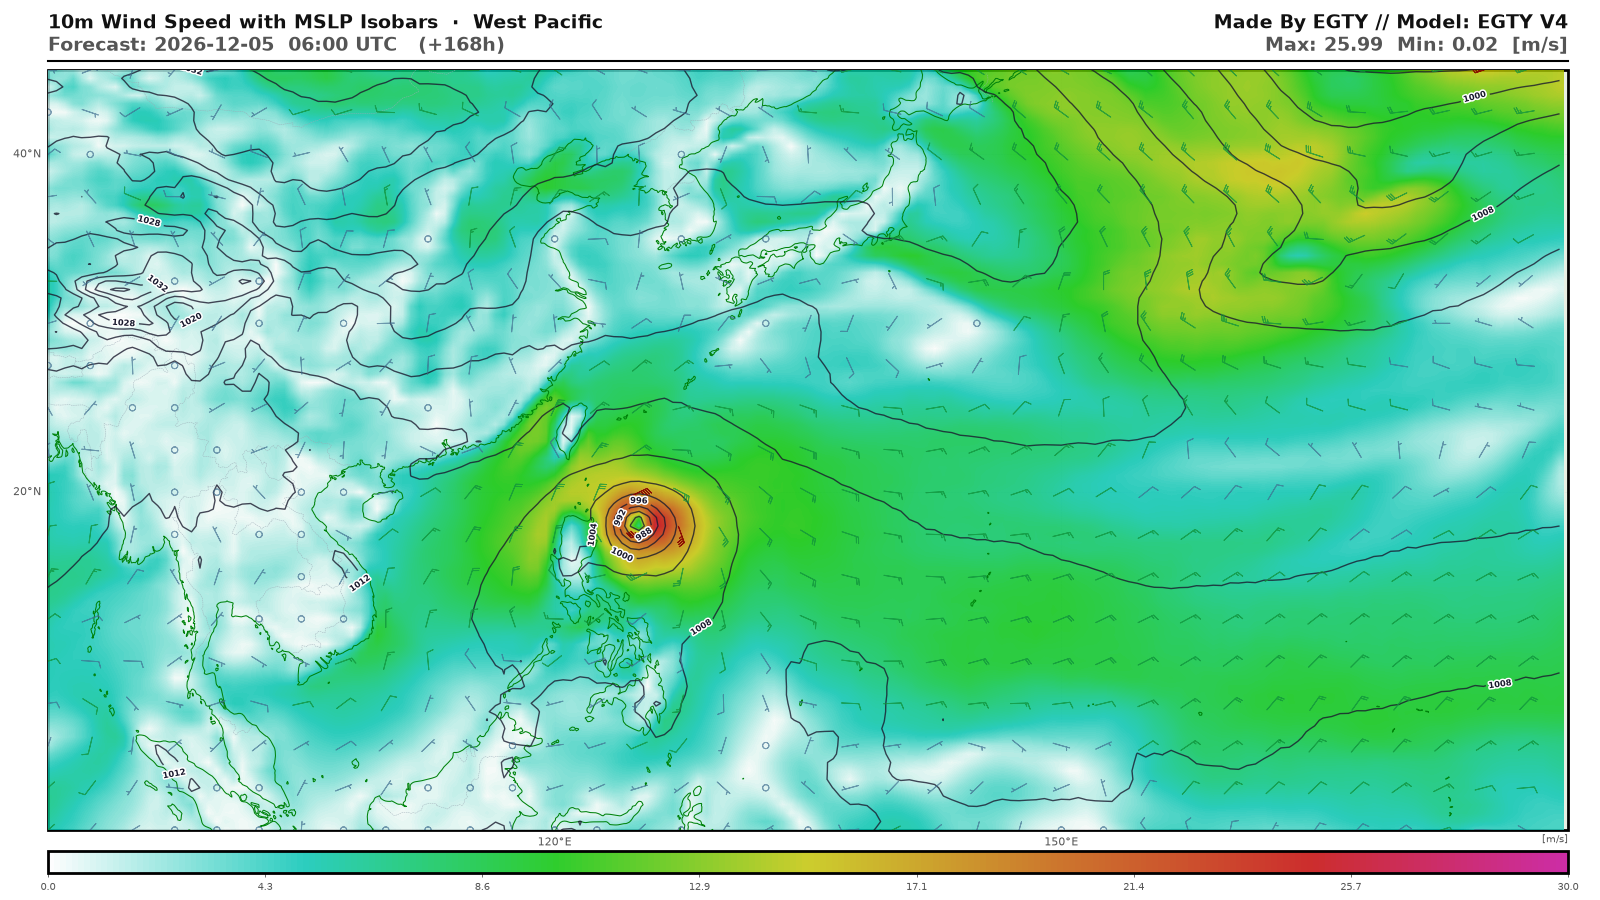 10m Wind Speed with MSLP Isobars · West Pacific
Made By EGTY // Model: EGTY V4
Forecast: 2026-12-05 06:00 UTC (+168h)
Max: 25.99 Min: 0.02 [m/s]
1000
40°N
1028
1008
1032
1028
1020
20°N
996
992
988
1004
1000
1012
1008
1008
1012
120°E
150°E
[m/s]
0.0
4.3
8.6
12.9
17.1
21.4
25.7
30.0